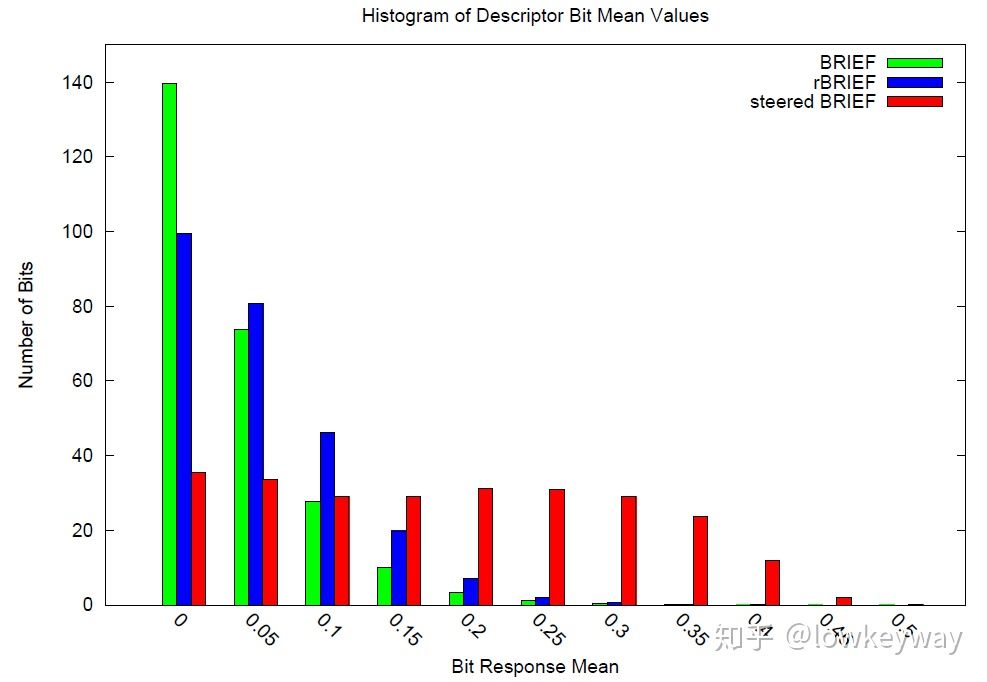 Histogram of Descriptor Bit Mean Values
BRIEF
rBRIEF
steered BRIEF
140
120
100
80
60
40
20
0
Number of Bits
0 0.05 0.1 0.15 0.2 0.25 0.3 0.35 0.4 0.45 0.5
知乎 @lowkeyway
Bit Response Mean